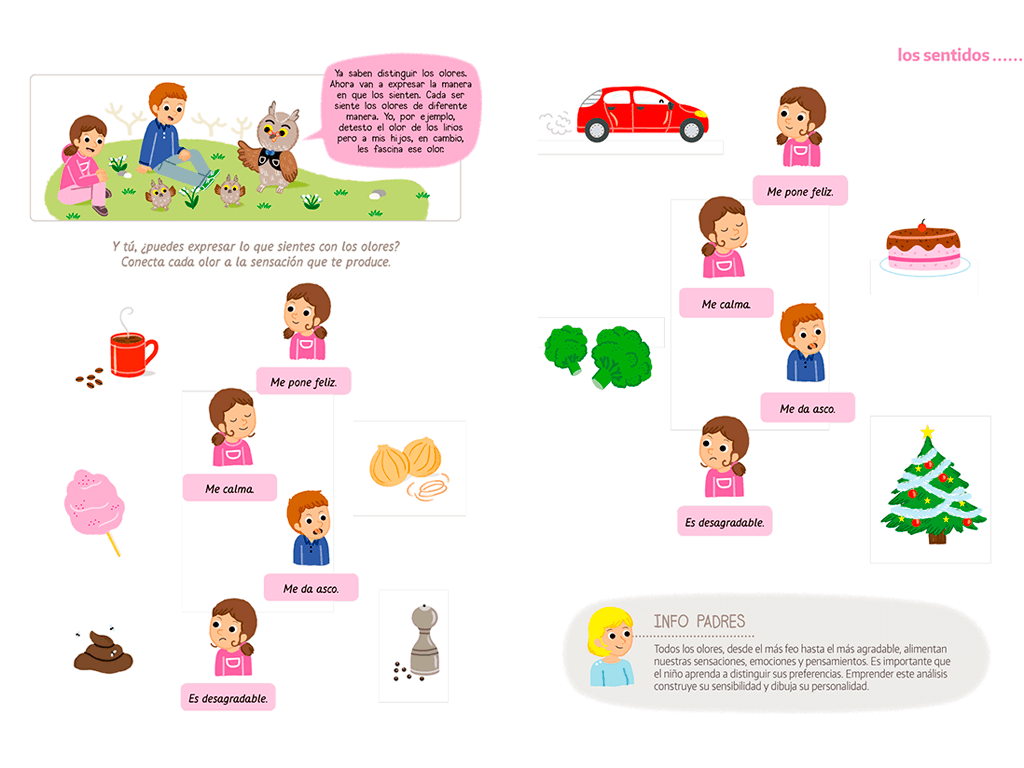 Ya saben distinguir los olores.
Ahora van a expresar la manera
en que los sienten. Cada ser
siente los olores de diferente
manera. Yo, por ejemplo,
detesto el olor de los lirios
pero a mis hijos, en cambio,
les fascina ese olor.
Y tú, ¿puedes expresar lo que sientes con los olores?
Conecta cada olor a la sensación que te produce.
Me pone feliz.
Me calma.
Me da asco.
Es desagradable.
los sentidos ......
Me pone feliz.
Me calma.
Me da asco.
Es desagradable.
INFO PADRES
Todos los olores, desde el más feo hasta el más agradable, alimentan
nuestras sensaciones, emociones y pensamientos. Es importante que
el niño aprenda a distinguir sus preferencias. Emprender este análisis
construye su sensibilidad y dibuja su personalidad.